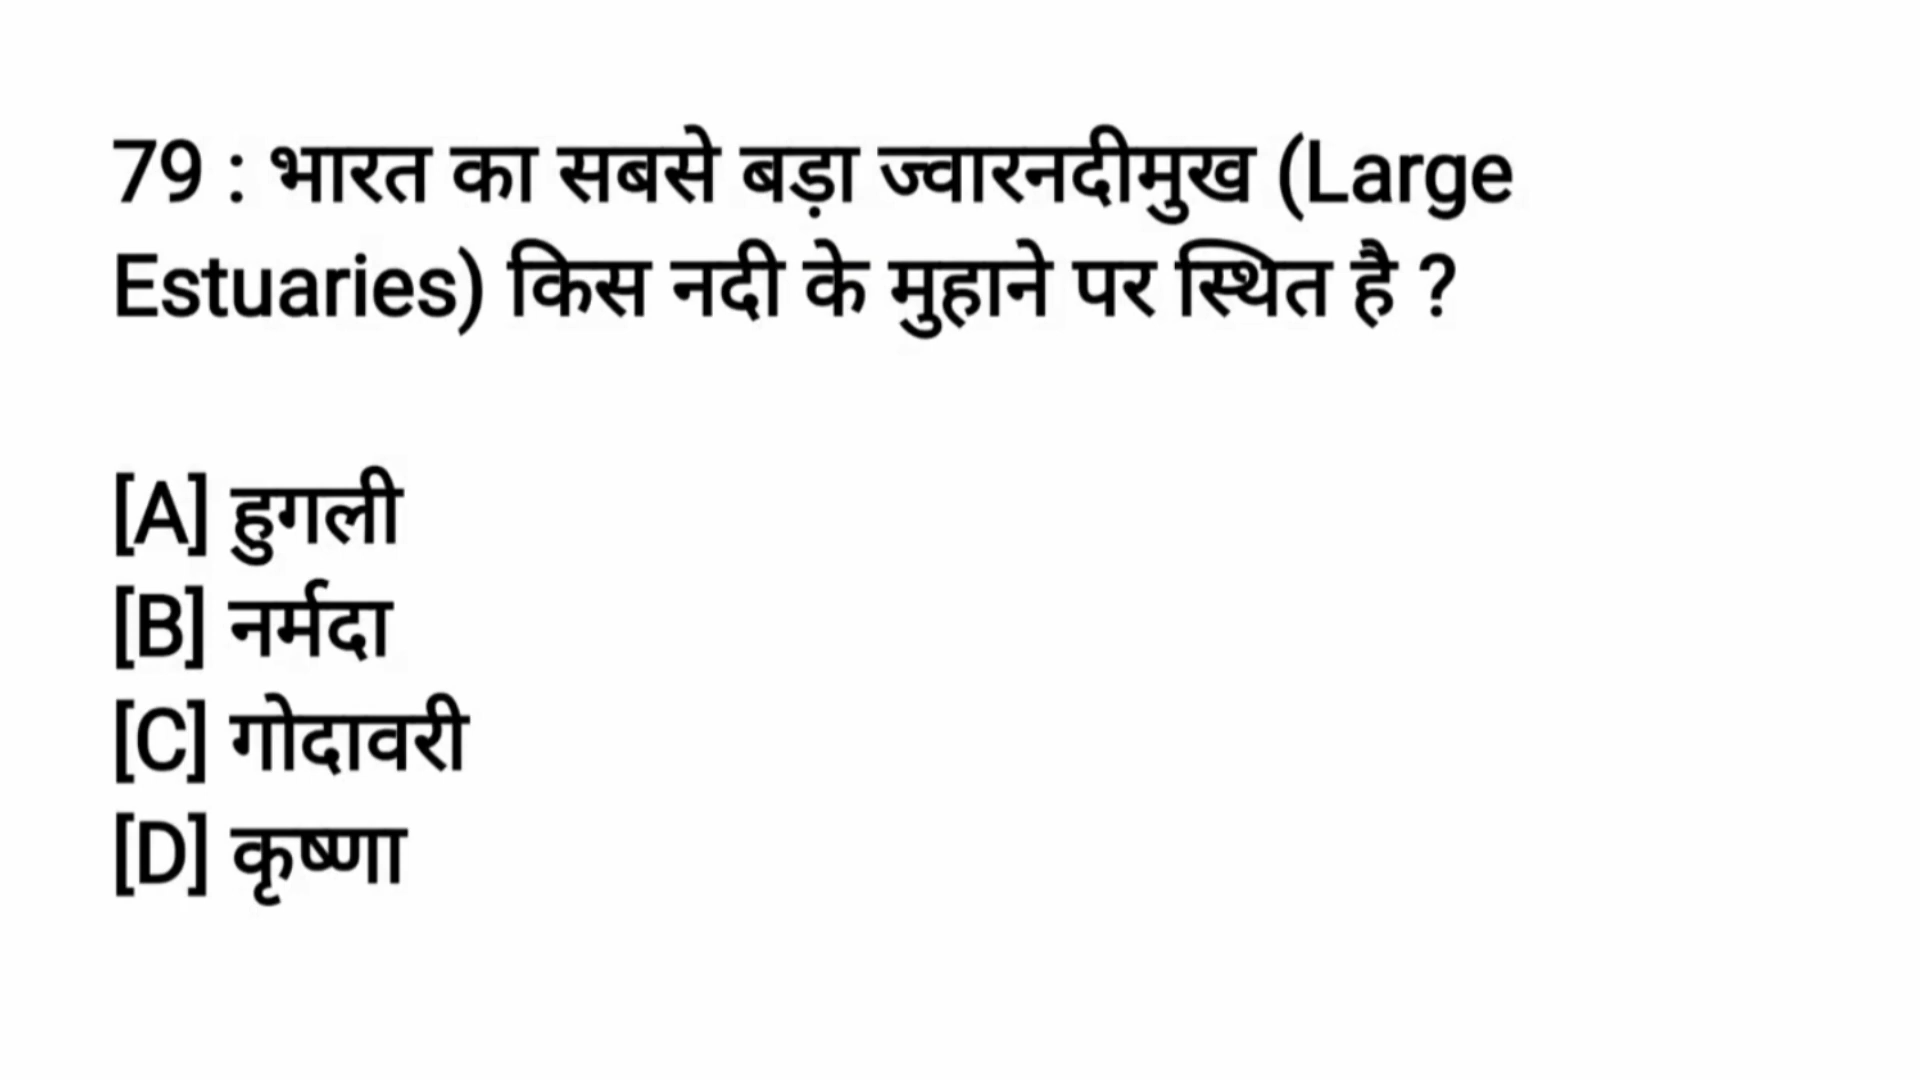 79 : भारत का सबसे बड़ा ज्वारनदीमुख (Large
Estuaries) किस नदी के मुहाने पर स्थित है ?
[A] हुगली
[B] नर्मदा
[C] गोदावरी
[D] कृष्णा